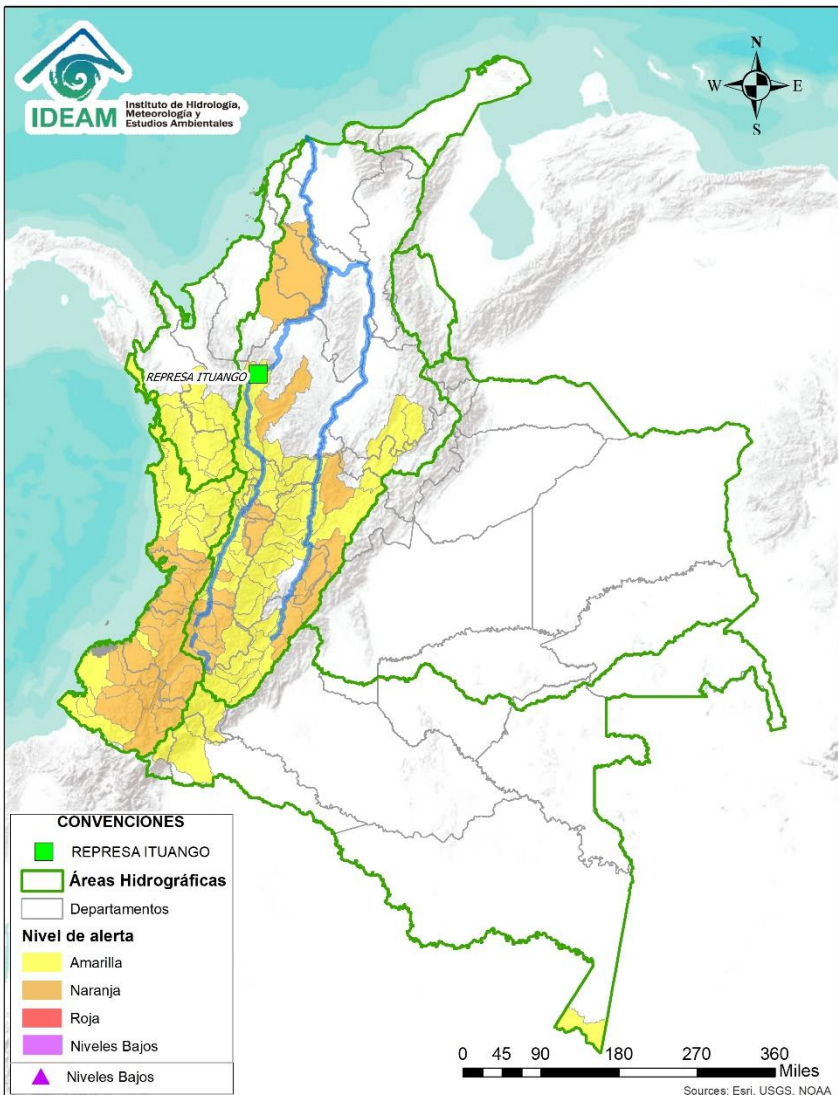 IDEAM
Instituto de Hidrología,
Meteorología y
Estudios Ambientales
N
W
E
S
REPRESA ITUANGO
CONVENCIONES
REPRESA ITUANGO
Áreas Hidrográficas
Departamentos
Nivel de alerta
Amarilla
Naranja
Roja
Niveles Bajos
Niveles Bajos
0 45 90 180 270 360
Miles
Sources: Esri, USGS, NOAA